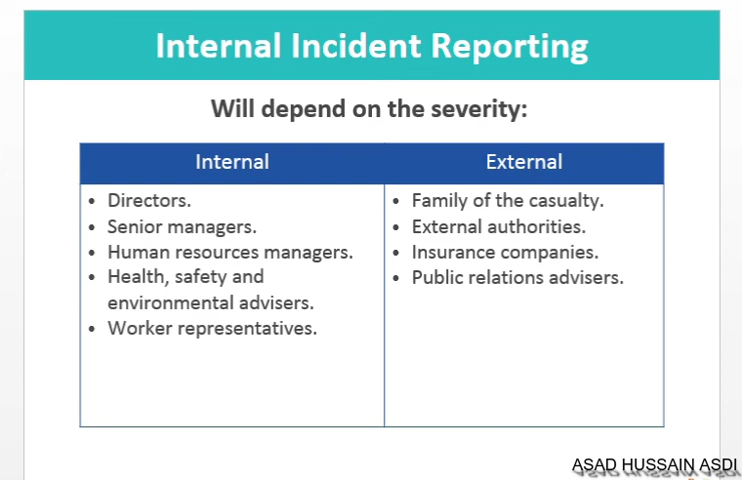 Internal Incident Reporting
Will depend on the severity:
Internal
External
• Directors.
• Senior managers.
• Human resources managers.
• Health, safety and
environmental advisers.
• Worker representatives.
• Family of the casualty.
• External authorities.
• Insurance companies.
• Public relations advisers.
ASAD HUSSAIN ASDI